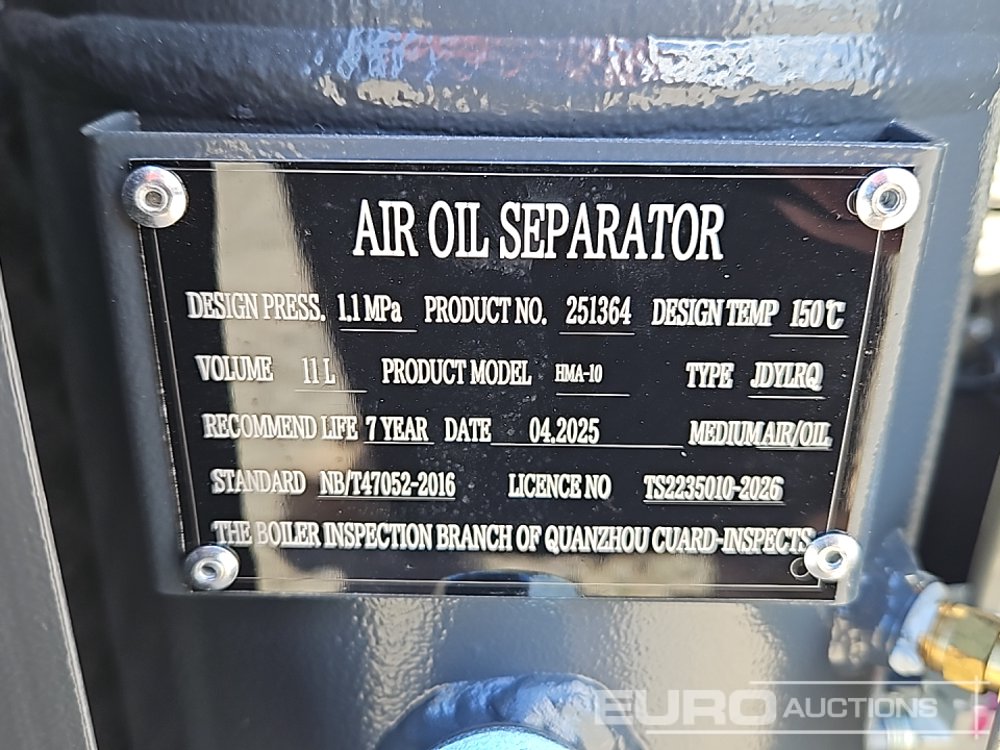 AIR OIL SEPARATOR
DESIGN PRESS. 1.1 MPa PRODUCT NO. 251364 DESIGN TEMP 150℃
VOLUME 11 L PRODUCT MODEL HMA-10 TYPE JDYLRQ
RECOMMEND LIFE 7 YEAR DATE 04.2025 MEDIUM AIR/OIL
STANDARD NB/T47052-2016 LICENCE NO TS2235010-2026
THE BOILER INSPECTION BRANCH OF QUANZHOU CUARD-INSPECTS
EURO AUCTIONS